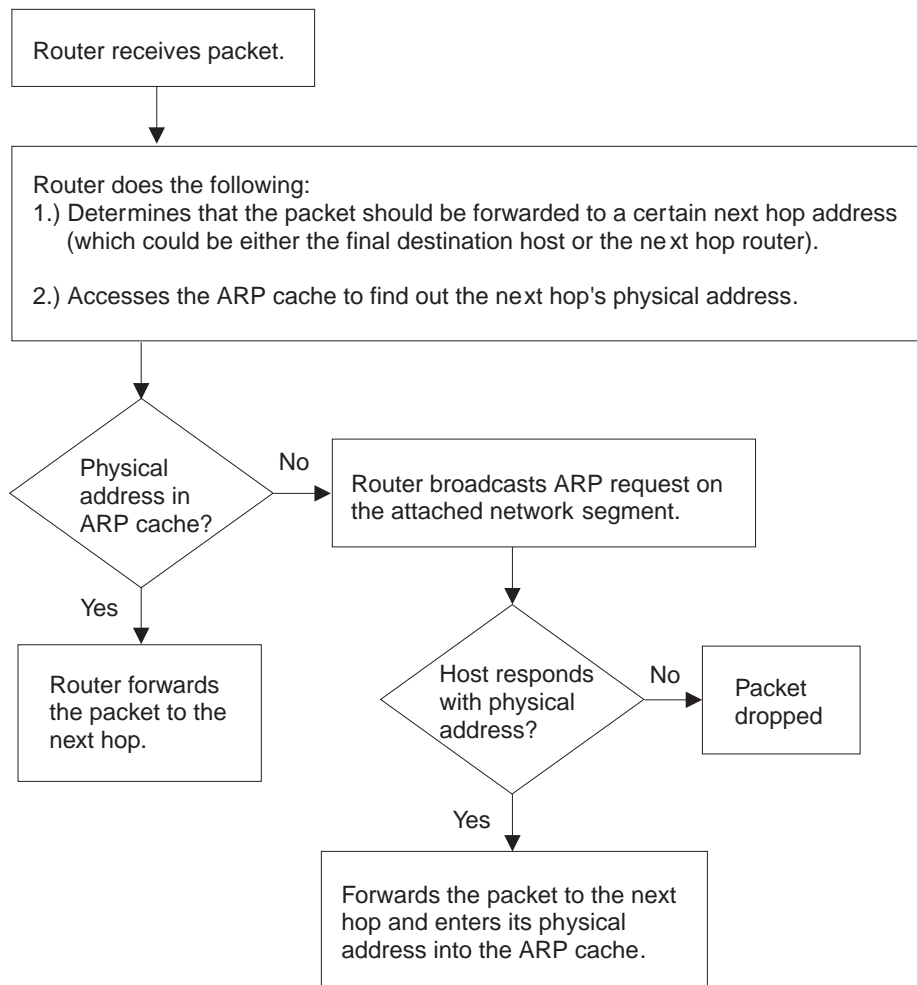 Router receives packet.
Router does the following:
1.) Determines that the packet should be forwarded to a certain next hop address
(which could be either the final destination host or the next hop router).
2.) Accesses the ARP cache to find out the next hop's physical address.
Physical
address in
ARP cache?
No
Router broadcasts ARP request on
the attached network segment.
Yes
Router forwards
the packet to the
next hop.
Host responds
with physical
address?
No
Packet
dropped
Yes
Forwards the packet to the next
hop and enters its physical
address into the ARP cache.